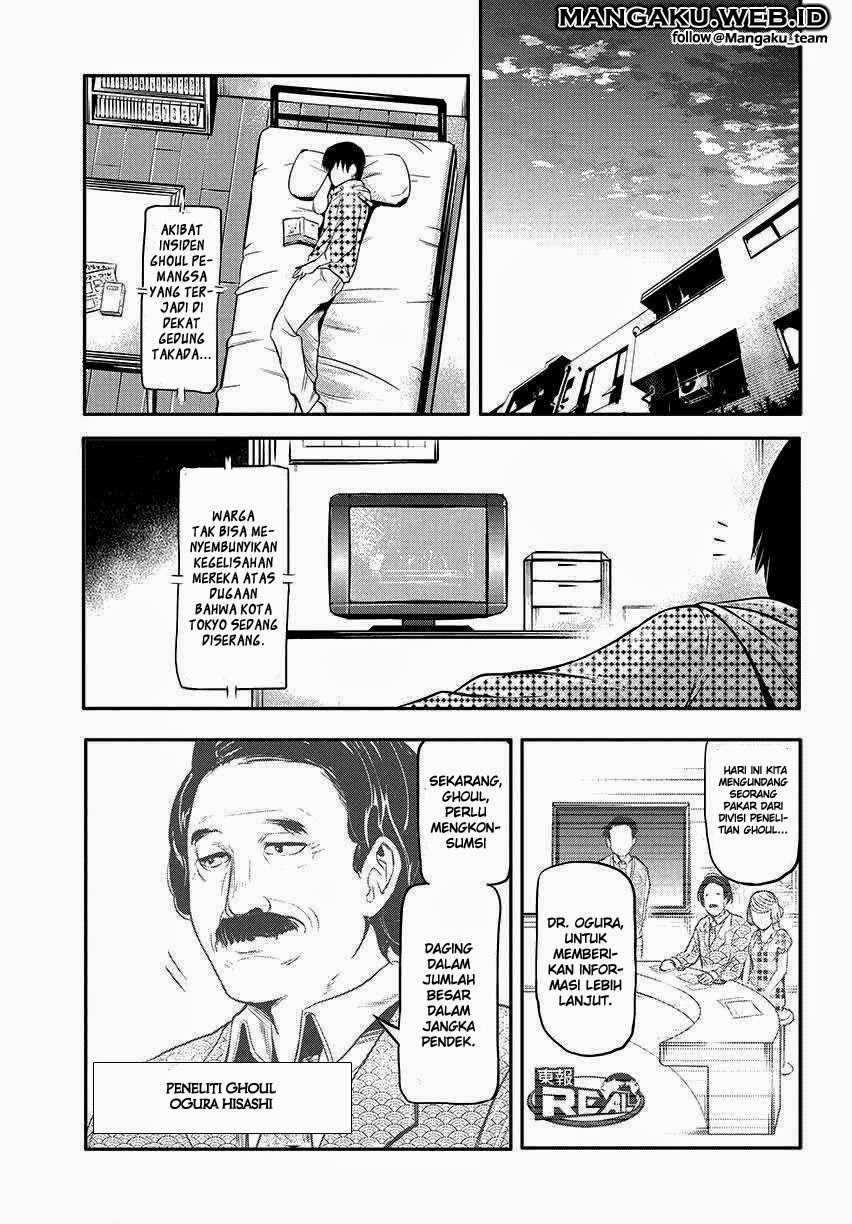 MANGAKU.WEB.ID
follow @Mangaku_team
AKIBAT
INSIDEN
GHOUL PE-
MANGSA
YANG TER-
JADI DI
DEKAT
GEDUNG
TAKADA...
WARGA
TAK BISA ME-
NYEMBUNYIKAN
KEGELISAHAN
MEREKA ATAS
DUGAAN
BAHWA KOTA
TOKYO SEDANG
DISERANG.
HARI INI KITA
MENGUNDANG
SEORANG
PAKAR DARI
DIVISI PENELI-
TIAN GHOUL...
DR. OGURA,
UNTUK
MEMBERI-
KAN INFOR-
MASI LEBIH
LANJUT.
東報
REAL
SEKARANG,
GHOUL,
PERLU
MENGKON-
SUMSI
DAGING
DALAM
JUMLAH
BESAR
DALAM
JANGKA
PENDEK.
PENELITI GHOUL
OGURA HISASHI